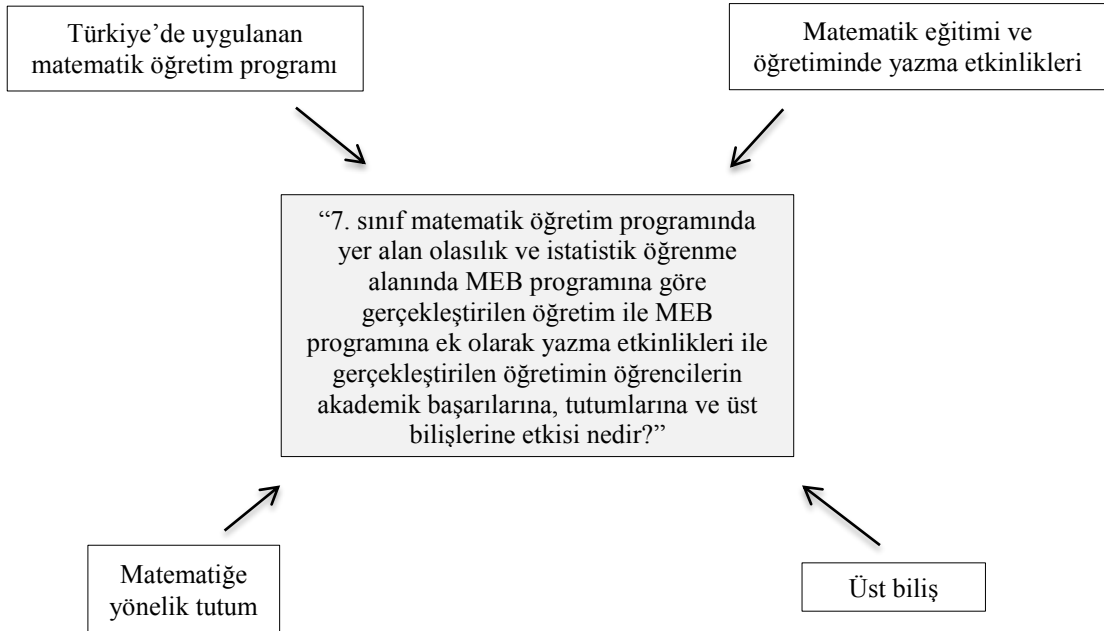 Türkiye’de uygulanan
matematik öğretim programı
Matematik eğitimi ve
öğretiminde yazma etkinlikleri
“7. sınıf matematik öğretim programında
yer alan olasılık ve istatistik öğrenme
alanında MEB programına göre
gerçekleştirilen öğretim ile MEB
programına ek olarak yazma etkinlikleri ile
gerçekleştirilen öğretimin öğrencilerin
akademik başarılarına, tutumlarına ve üst
bilişlerine etkisi nedir?”
Matematiğe
yönelik tutum
Üst biliş